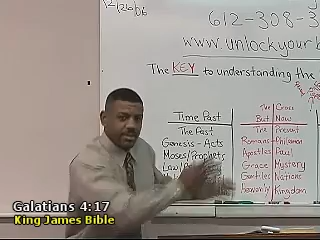 12/26/06
612-308-3
www.unlockyourb
The KEY to understanding the
Time Past
The Past
Genesis - Acts
Moses/Prophets
Law/
The Cross
But Now
The Present
Romans - Philemon
Apostles Paul
Grace Mystery
Gentiles Nations
Heavenly Kingdom
Galatians 4:17
King James Bible